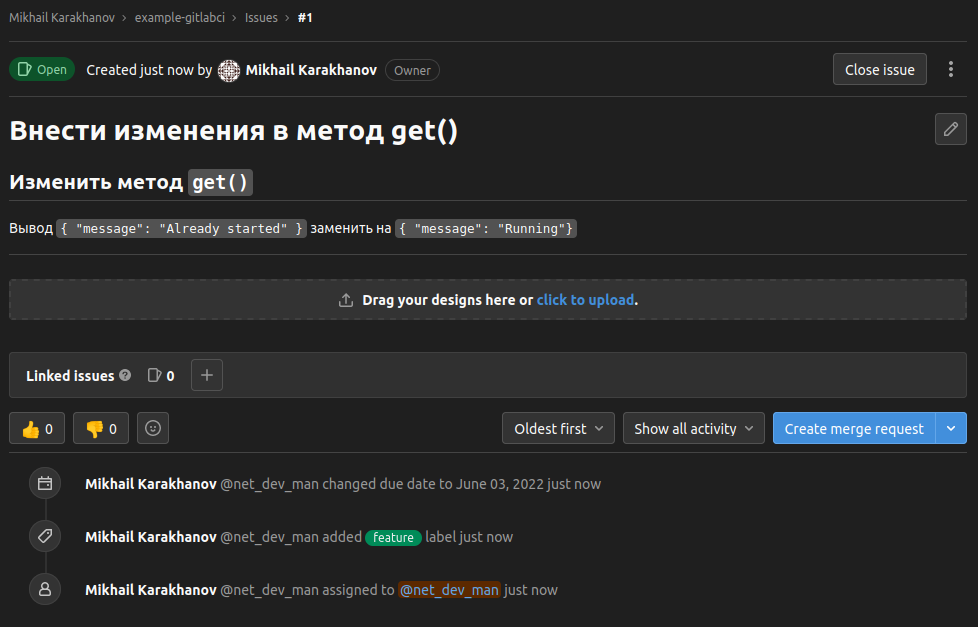 Mikhail Karakhanov › example-gitlabci › Issues › #1
Open Created just now by Mikhail Karakhanov Owner Close issue
Внести изменения в метод get()
Изменить метод get()
Вывод { "message": "Already started" } заменить на { "message": "Running"}
Drag your designs here or click to upload.
Linked issues ? 0 +
👍 0 👎 0 Oldest first Show all activity Create merge request
Mikhail Karakhanov @net_dev_man changed due date to June 03, 2022 just now
Mikhail Karakhanov @net_dev_man added feature label just now
Mikhail Karakhanov @net_dev_man assigned to @net_dev_man just now